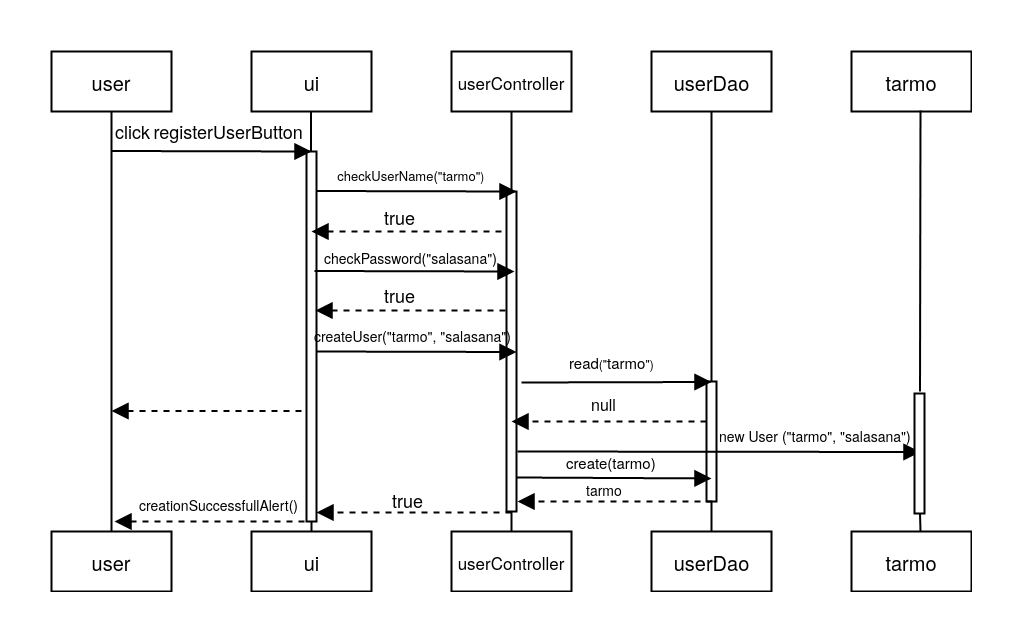 user
ui
userController
userDao
tarmo
click registerUserButton
checkUserName("tarmo")
true
checkPassword("salasana")
true
createUser("tarmo", "salasana")
read("tarmo")
null
new User ("tarmo", "salasana")
create(tarmo)
tarmo
true
creationSuccessfullAlert()
user
ui
userController
userDao
tarmo